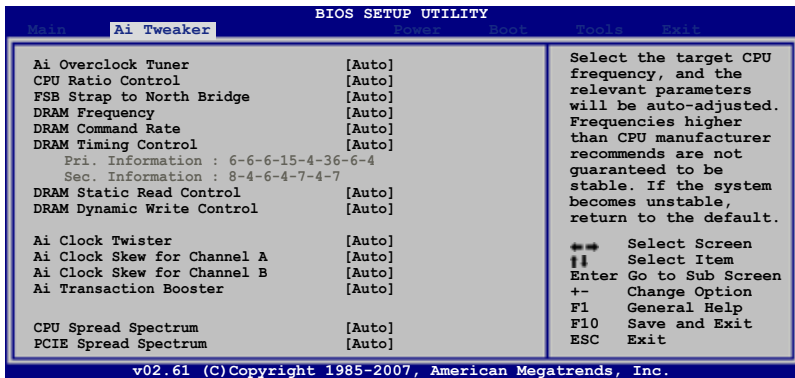 BIOS SETUP UTILITY
Main Ai Tweaker Power Boot Tools Exit
Ai Overclock Tuner [Auto]
CPU Ratio Control [Auto]
FSB Strap to North Bridge [Auto]
DRAM Frequency [Auto]
DRAM Command Rate [Auto]
DRAM Timing Control [Auto]
Pri. Information : 6-6-6-15-4-36-6-4
Sec. Information : 8-4-6-4-7-4-7
DRAM Static Read Control [Auto]
DRAM Dynamic Write Control [Auto]
Ai Clock Twister [Auto]
Ai Clock Skew for Channel A [Auto]
Ai Clock Skew for Channel B [Auto]
Ai Transaction Booster [Auto]
CPU Spread Spectrum [Auto]
PCIE Spread Spectrum [Auto]
Select the target CPU
frequency, and the
relevant parameters
will be auto-adjusted.
Frequencies higher
than CPU manufacturer
recommends are not
guaranteed to be
stable. If the system
becomes unstable,
return to the default.
←→ Select Screen
↑↓ Select Item
Enter Go to Sub Screen
+- Change Option
F1 General Help
F10 Save and Exit
ESC Exit
v02.61 (C)Copyright 1985-2007, American Megatrends, Inc.